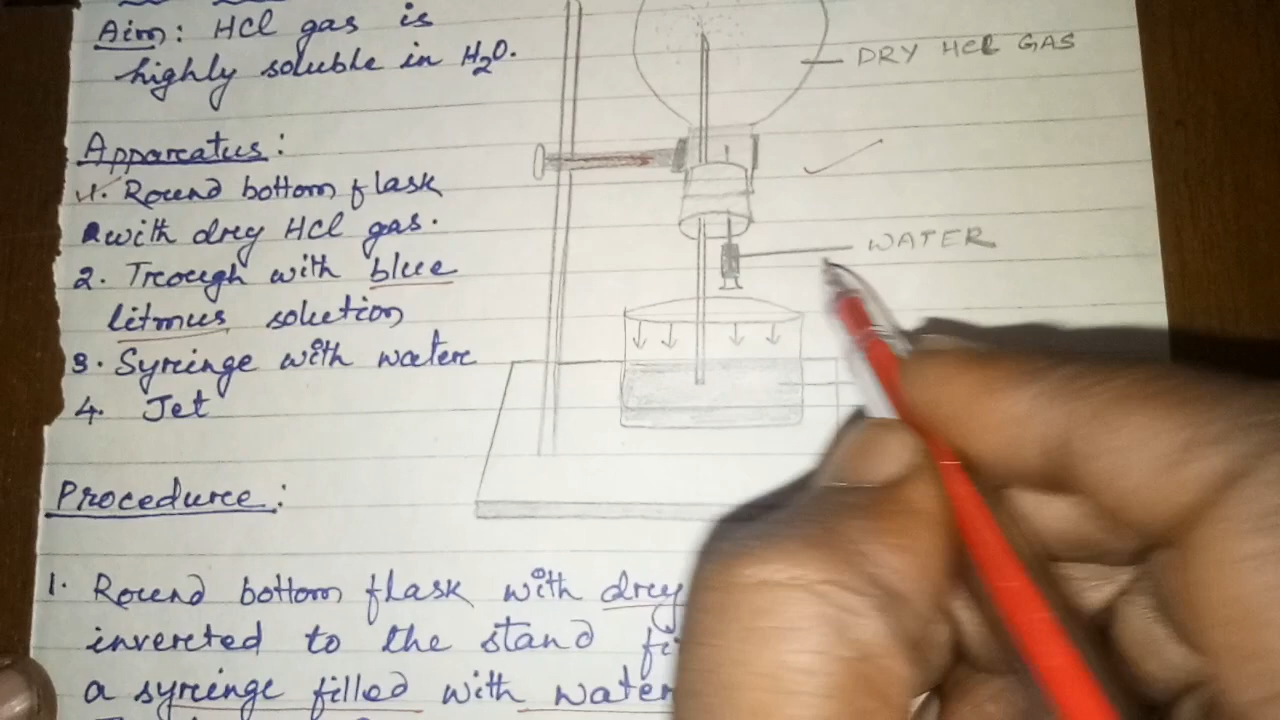 Aim: HCl gas is
highly soluble in H₂O.
Apparatus:
1. Round bottom flask
with dry HCl gas.
2. Trough with blue
litmus solution
3. Syringe with water
4. Jet
DRY HCL GAS
WATER
Procedure:
1. Round bottom flask with dry
inverted to the stand
a syringe filled with water